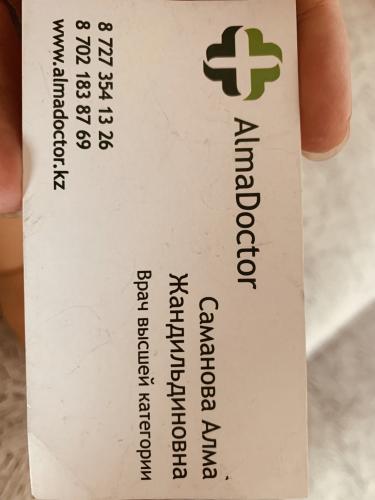 AlmaDoctor
Саманова Алма
Жандильдиновна
Врач высшей категории
8 727 354 13 26
8 702 183 87 69
www.almadoctor.kz